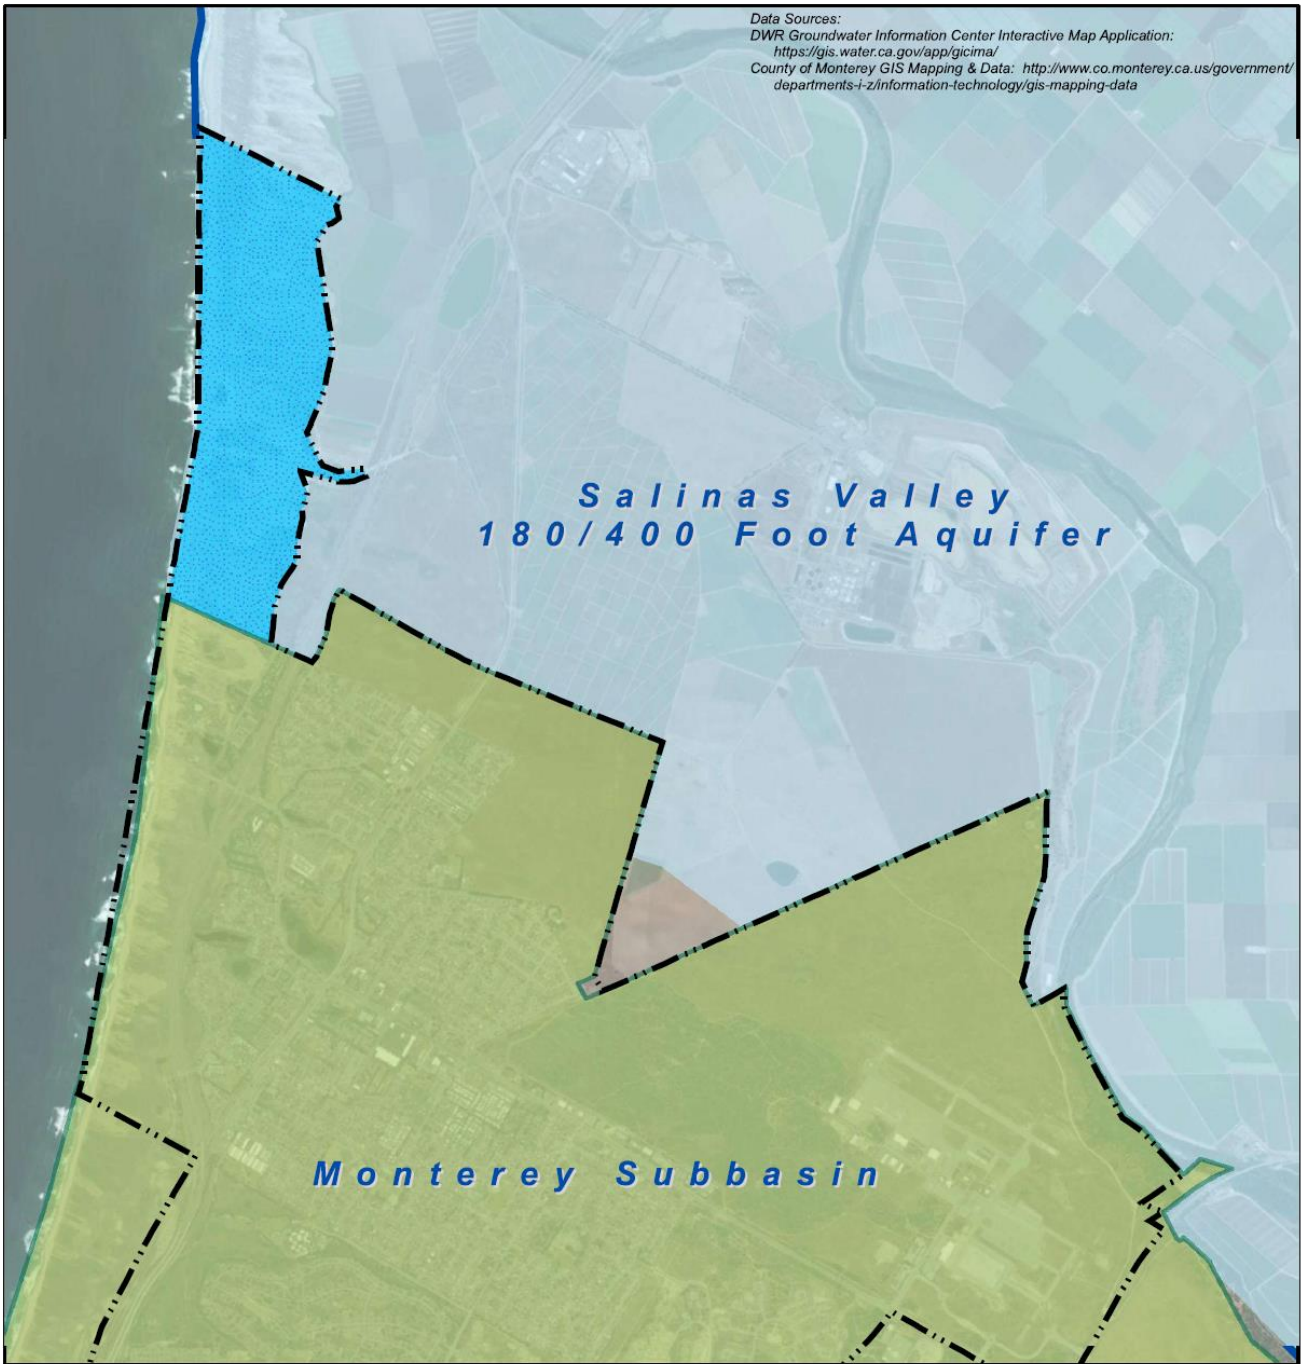 Data Sources:
DWR Groundwater Information Center Interactive Map Application:
https://gis.water.ca.gov/app/gicima/
County of Monterey GIS Mapping & Data: http://www.co.monterey.ca.us/government/
departments-i-z/information-technology/gis-mapping-data
Salinas Valley
180/400 Foot Aquifer
Monterey Subbasin